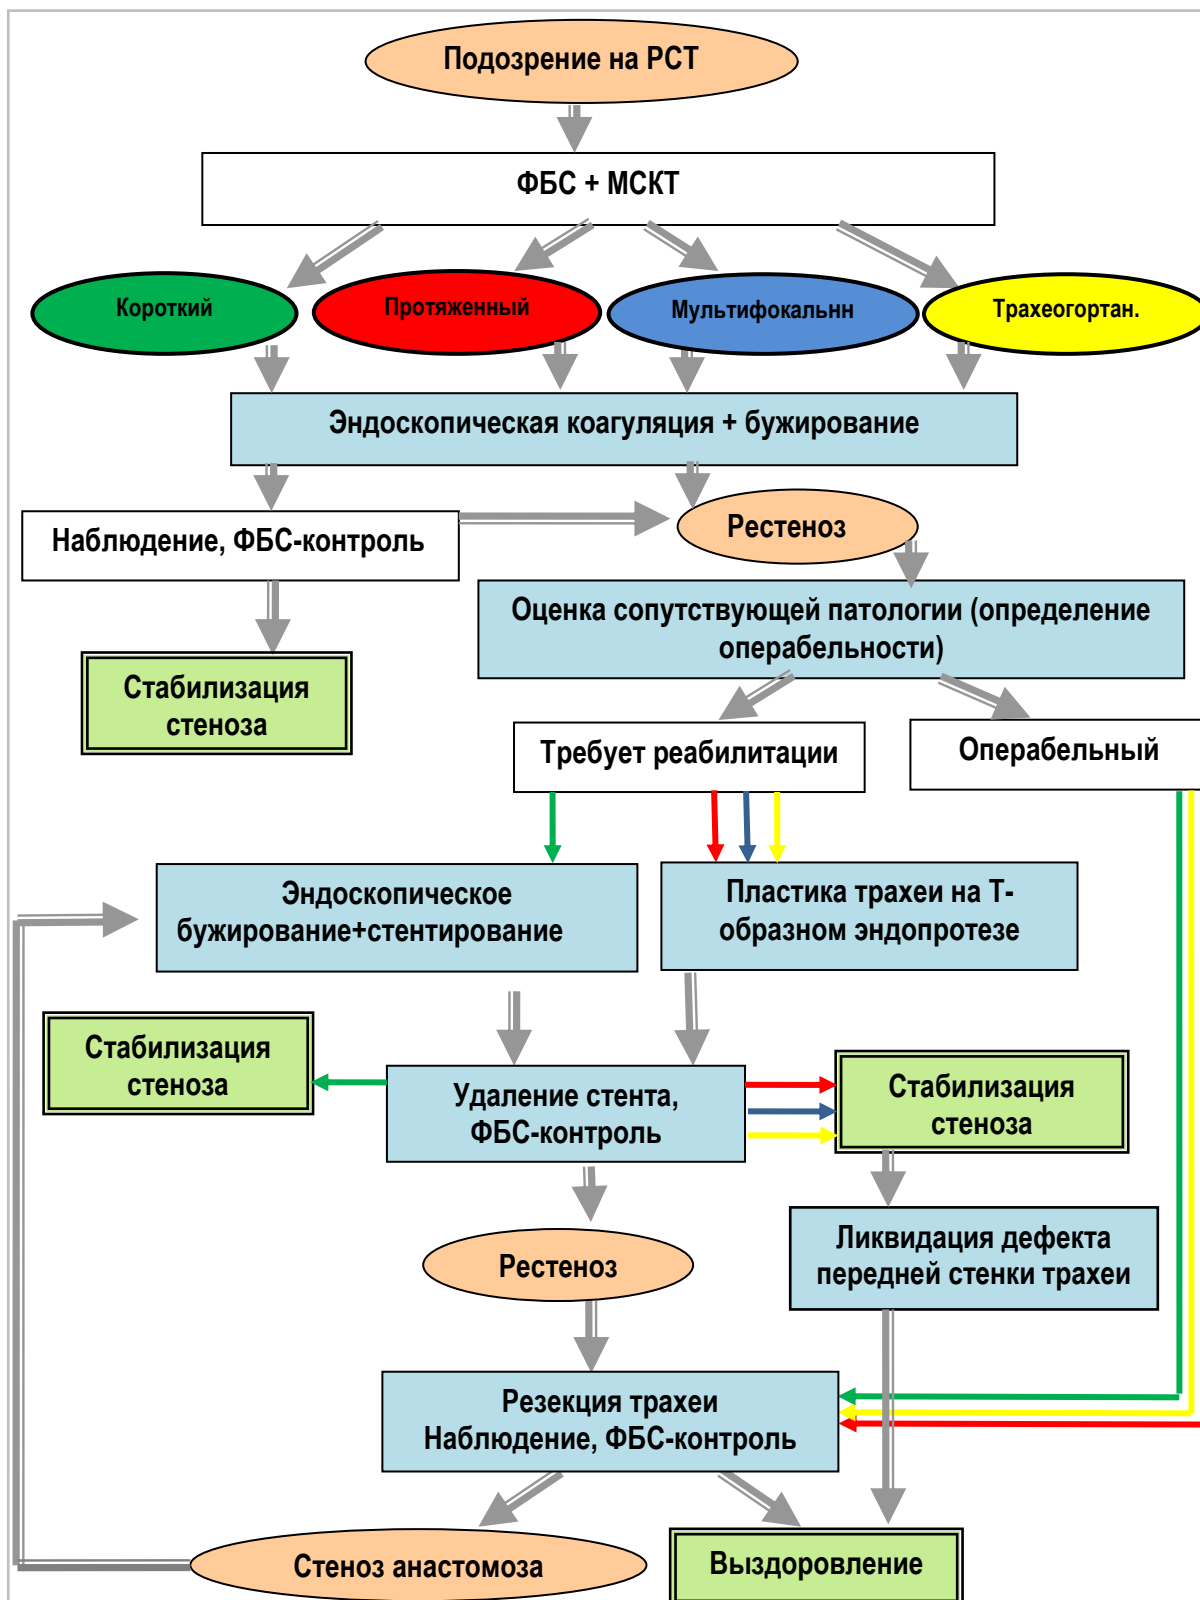 Подозрение на РСТ
ФБС + МСКТ
Короткий
Протяженный
Мультифокальнн
Трахеогортан.
Эндоскопическая коагуляция + бужирование
Наблюдение, ФБС-контроль
Рестеноз
Оценка сопутствующей патологии (определение
операбельности)
Стабилизация
стеноза
Требует реабилитации
Операбельный
Эндоскопическое
бужирование+стентирование
Пластика трахеи на Т-
образном эндопротезе
Стабилизация
стеноза
Удаление стента,
ФБС-контроль
Стабилизация
стеноза
Рестеноз
Ликвидация дефекта
передней стенки трахеи
Резекция трахеи
Наблюдение, ФБС-контроль
Стеноз анастомоза
Выздоровление